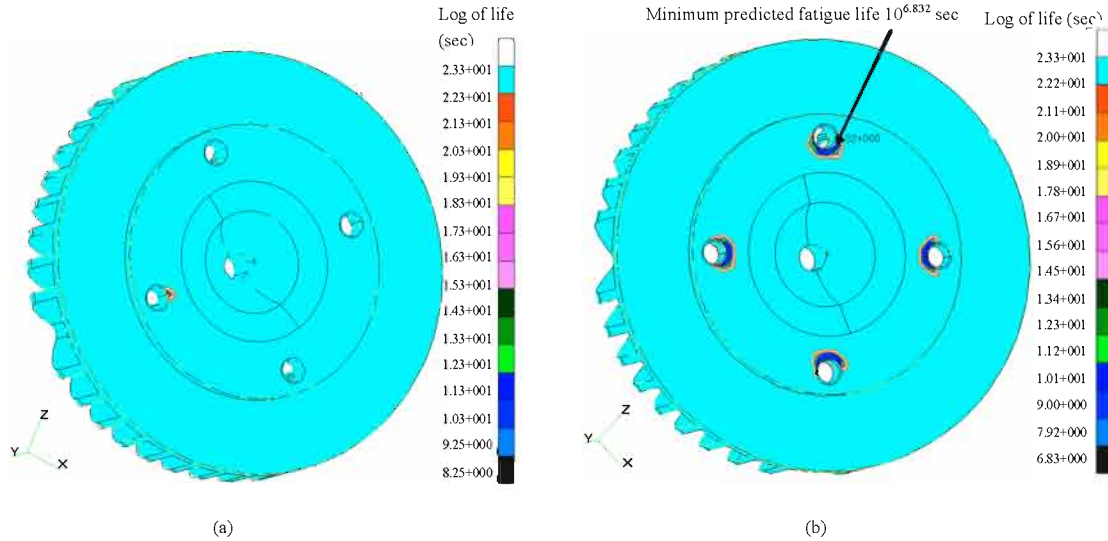 Log of life
(sec)
2.33+001
2.23+001
2.13+001
2.03+001
1.93+001
1.83+001
1.73+001
1.63+001
1.53+001
1.43+001
1.33+001
1.23+001
1.13+001
1.03+001
9.25+000
8.25+000
Z
Y
X
(a)
Minimum predicted fatigue life 10^6.832 sec
Log of life (sec)
2.33+001
2.22+001
2.11+001
2.00+001
1.89+001
1.78+001
1.67+001
1.56+001
1.45+001
1.34+001
1.23+001
1.12+001
1.01+001
9.00+000
7.92+000
6.83+000
Z
Y
X
(b)